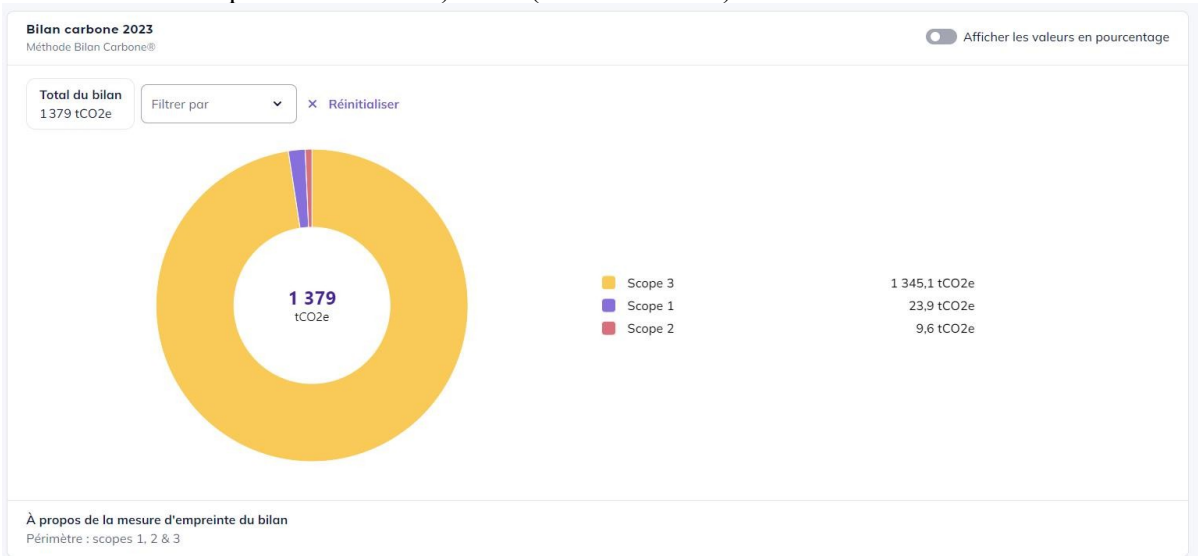 Bilan carbone 2023
Méthode Bilan Carbone®
Afficher les valeurs en pourcentage
Total du bilan
1 379 tCO2e
Filtrer par
× Réinitialiser
1 379
tCO2e
Scope 3 1 345,1 tCO2e
Scope 1 23,9 tCO2e
Scope 2 9,6 tCO2e
À propos de la mesure d'empreinte du bilan
Périmètre : scopes 1, 2 & 3